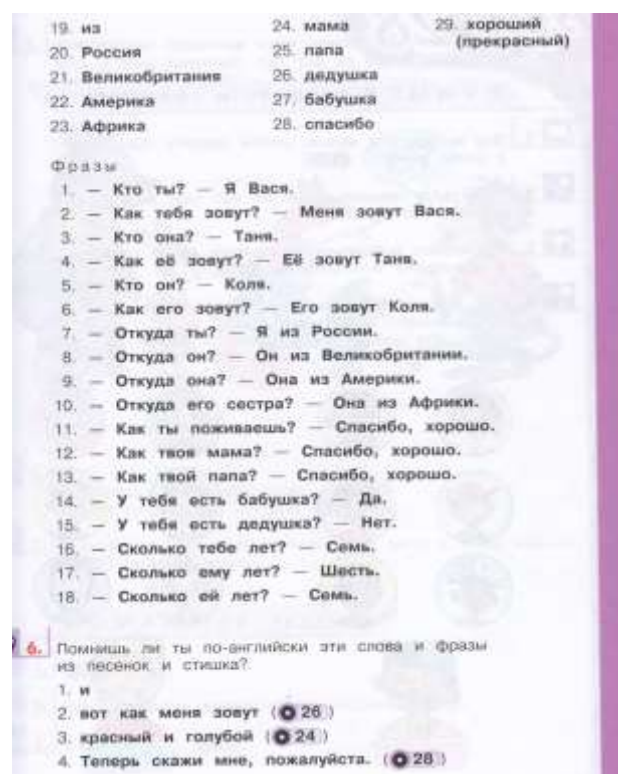 19. из
20. Россия
21. Великобритания
22. Америка
23. Африка
24. мама
25. папа
26. дедушка
27. бабушка
28. спасибо
29. хороший
(прекрасный)
Фразы
1. — Кто ты? — Я Вася.
2. — Как тебя зовут? — Меня зовут Вася.
3. — Кто она? — Таня.
4. — Как её зовут? — Её зовут Таня.
5. — Кто он? — Коля.
6. — Как его зовут? — Его зовут Коля.
7. — Откуда ты? — Я из России.
8. — Откуда он? — Он из Великобритании.
9. — Откуда она? — Она из Америки.
10. — Откуда его сестра? — Она из Африки.
11. — Как ты поживаешь? — Спасибо, хорошо.
12. — Как твоя мама? — Спасибо, хорошо.
13. — Как твой папа? — Спасибо, хорошо.
14. — У тебя есть бабушка? — Да.
15. — У тебя есть дедушка? — Нет.
16. — Сколько тебе лет? — Семь.
17. — Сколько ему лет? — Шесть.
18. — Сколько ей лет? — Семь.
6. Помнишь ли ты по-английски эти слова и фразы
из песенок и стишка?
1. и
2. вот как меня зовут (26)
3. красный и голубой (24)
4. Теперь скажи мне, пожалуйста. (28)